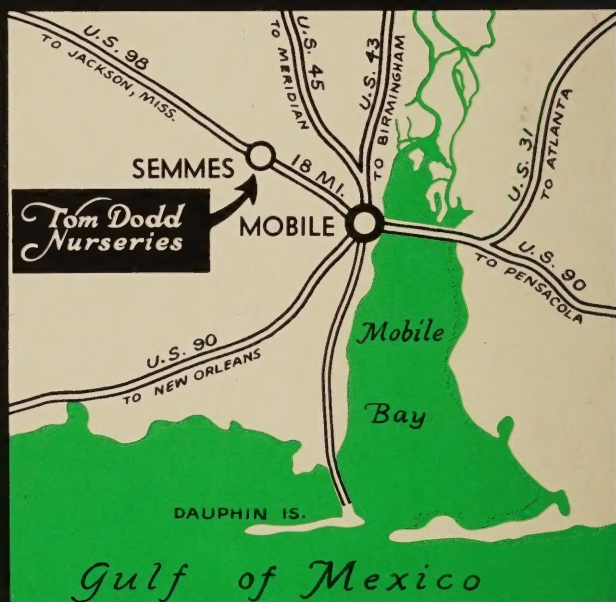 U.S. 98
TO JACKSON, MISS.
U.S. 45
TO MERIDIAN
U.S. 43
TO BIRMINGHAM
U.S. 31
TO ATLANTA
SEMMES
18 MI.
Tom Dodd
Nurseries
MOBILE
U.S. 90
TO PENSACOLA
U.S. 90
TO NEW ORLEANS
Mobile
Bay
DAUPHIN IS.
Gulf of Mexico